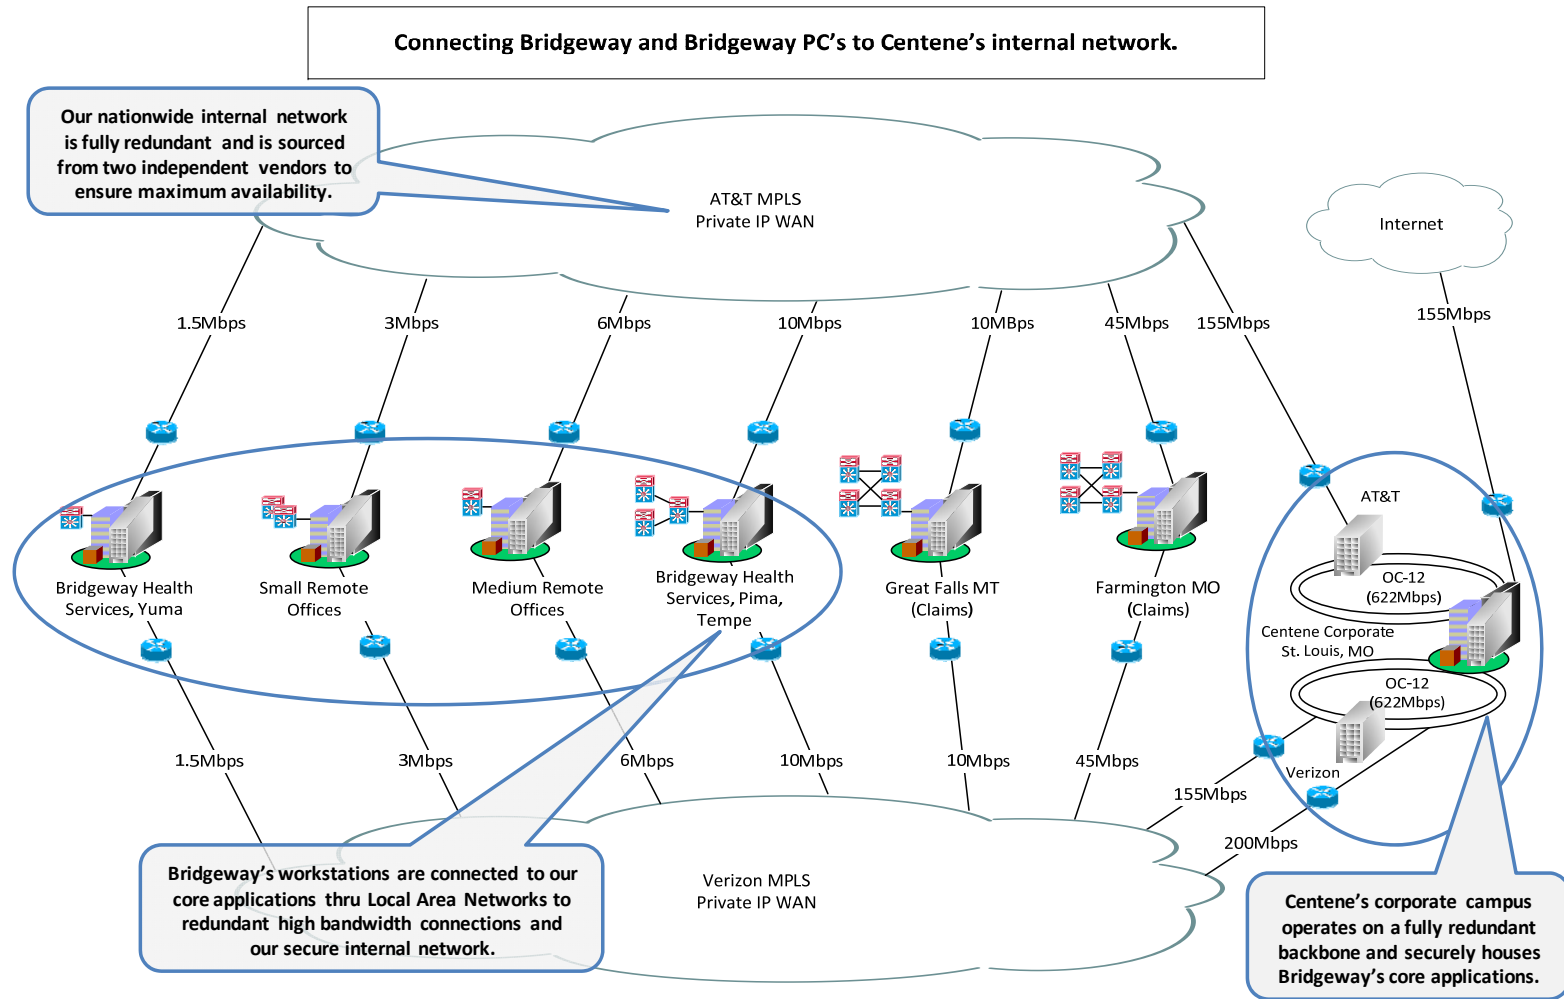 Connecting Bridgeway and Bridgeway PC's to Centene's internal network.
Our nationwide internal network
is fully redundant and is sourced
from two independent vendors to
ensure maximum availability.
AT&T MPLS
Private IP WAN
Internet
1.5Mbps
3Mbps
6Mbps
10Mbps
10MBps
45Mbps
155Mbps
155Mbps
AT&T
Bridgeway Health
Services, Yuma
Small Remote
Offices
Medium Remote
Offices
Bridgeway Health
Services, Pima,
Tempe
Great Falls MT
(Claims)
Farmington MO
(Claims)
OC-12
(622Mbps)
Centene Corporate
St. Louis, MO
OC-12
(622Mbps)
Verizon
1.5Mbps
3Mbps
6Mbps
10Mbps
10Mbps
45Mbps
155Mbps
200Mbps
Bridgeway's workstations are connected to our
core applications thru Local Area Networks to
redundant high bandwidth connections and
our secure internal network.
Verizon MPLS
Private IP WAN
Centene's corporate campus
operates on a fully redundant
backbone and securely houses
Bridgeway's core applications.